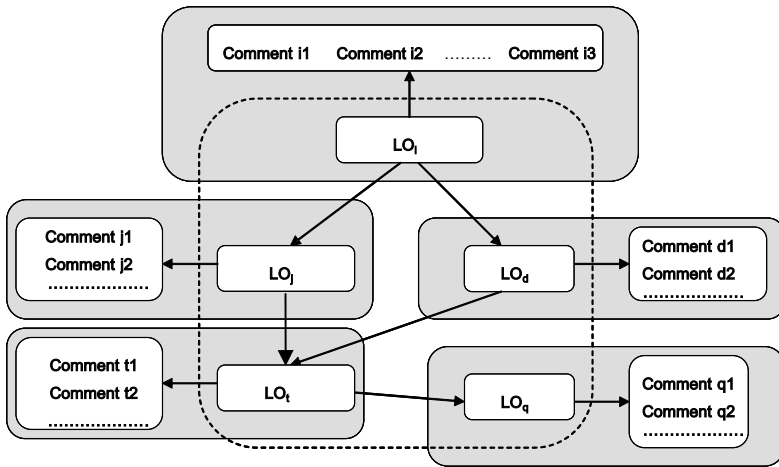 Comment i1 Comment i2 ......... Comment i3
LOi
Comment j1
Comment j2
.................
LOj
LOd
Comment d1
Comment d2
.................
Comment t1
Comment t2
.................
LOt
LOq
Comment q1
Comment q2
.................